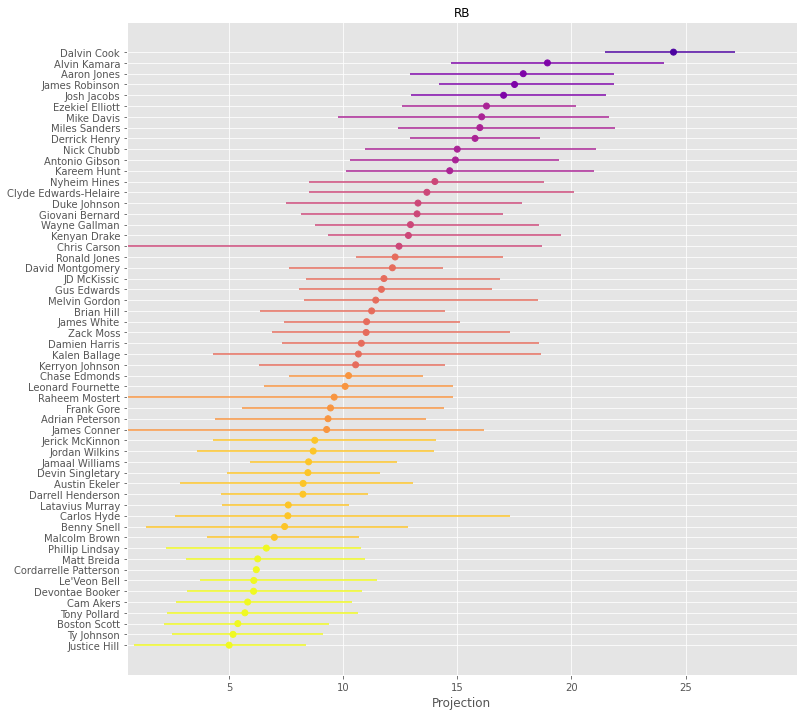 RB
Dalvin Cook
Alvin Kamara
Aaron Jones
James Robinson
Josh Jacobs
Ezekiel Elliott
Mike Davis
Miles Sanders
Derrick Henry
Nick Chubb
Antonio Gibson
Kareem Hunt
Nyheim Hines
Clyde Edwards-Helaire
Duke Johnson
Giovani Bernard
Wayne Gallman
Kenyan Drake
Chris Carson
Ronald Jones
David Montgomery
JD McKissic
Gus Edwards
Melvin Gordon
Brian Hill
James White
Zack Moss
Damien Harris
Kalen Ballage
Kerryon Johnson
Chase Edmonds
Leonard Fournette
Raheem Mostert
Frank Gore
Adrian Peterson
James Conner
Jerick McKinnon
Jordan Wilkins
Jamaal Williams
Devin Singletary
Austin Ekeler
Darrell Henderson
Latavius Murray
Carlos Hyde
Benny Snell
Malcolm Brown
Phillip Lindsay
Matt Breida
Cordarrelle Patterson
Le'Veon Bell
Devontae Booker
Cam Akers
Tony Pollard
Boston Scott
Ty Johnson
Justice Hill
5 10 15 20 25
Projection